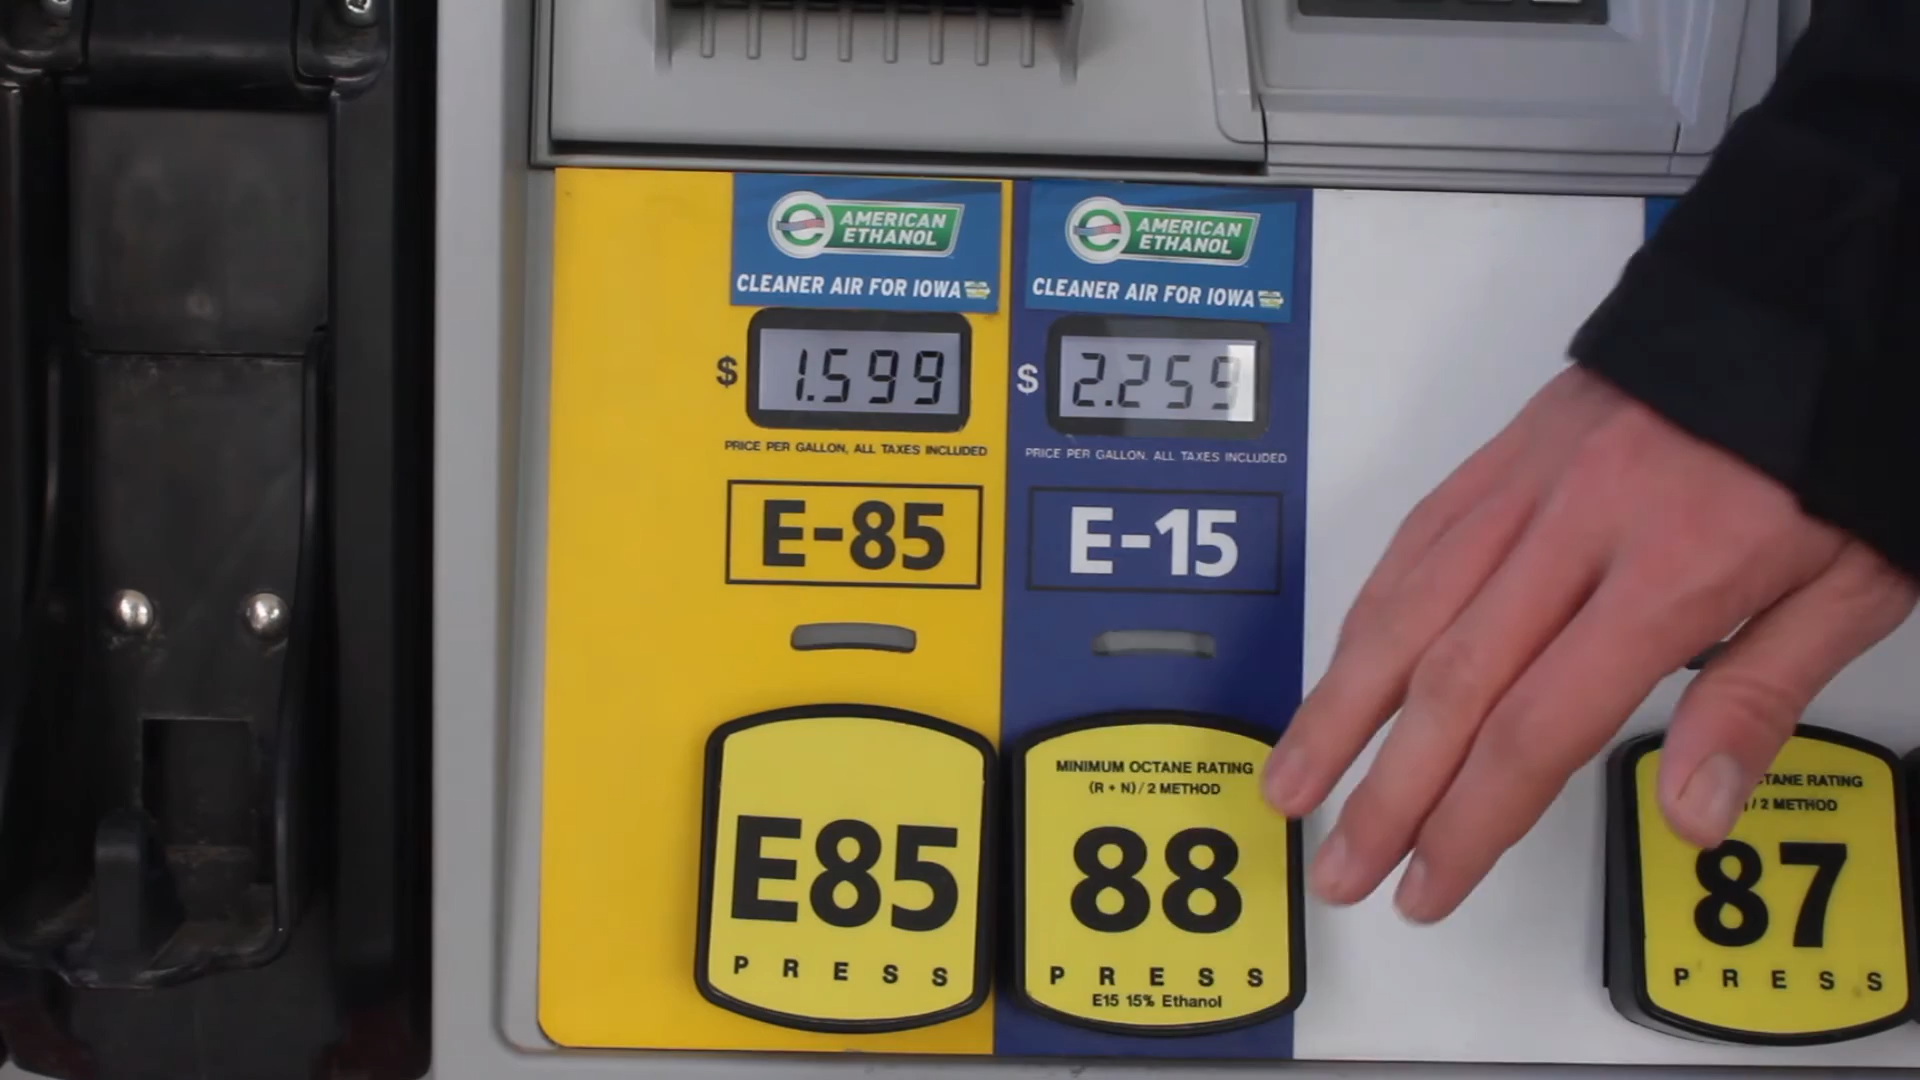 AMERICAN
ETHANOL
CLEANER AIR FOR IOWA
$ 1.599
PRICE PER GALLON, ALL TAXES INCLUDED
E-85
E85
PRESS
AMERICAN
ETHANOL
CLEANER AIR FOR IOWA
$ 2.259
PRICE PER GALLON. ALL TAXES INCLUDED
E-15
MINIMUM OCTANE RATING
(R + N) / 2 METHOD
88
PRESS
E15 15% Ethanol
RATING
/ 2 METHOD
87
PRESS